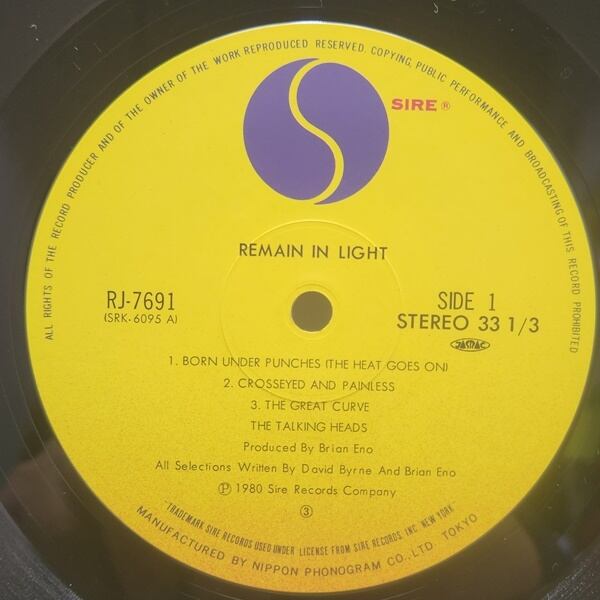 ALL RIGHTS OF THE RECORD PRODUCER AND OF THE OWNER OF THE WORK REPRODUCED RESERVED. COPYING, PUBLIC PERFORMANCE AND BROADCASTING OF THIS RECORD PROHIBITED
SIRE ®
REMAIN IN LIGHT
RJ-7691
(SRK-6095 A)
SIDE 1
STEREO 33 1/3
JASRAC
1. BORN UNDER PUNCHES (THE HEAT GOES ON)
2. CROSSEYED AND PAINLESS
3. THE GREAT CURVE
THE TALKING HEADS
Produced By Brian Eno
All Selections Written By David Byrne And Brian Eno
Ⓟ 1980 Sire Records Company
③
"TRADEMARK SIRE RECORDS USED UNDER LICENSE FROM SIRE RECORDS INC. NEW YORK"
MANUFACTURED BY NIPPON PHONOGRAM CO., LTD. TOKYO